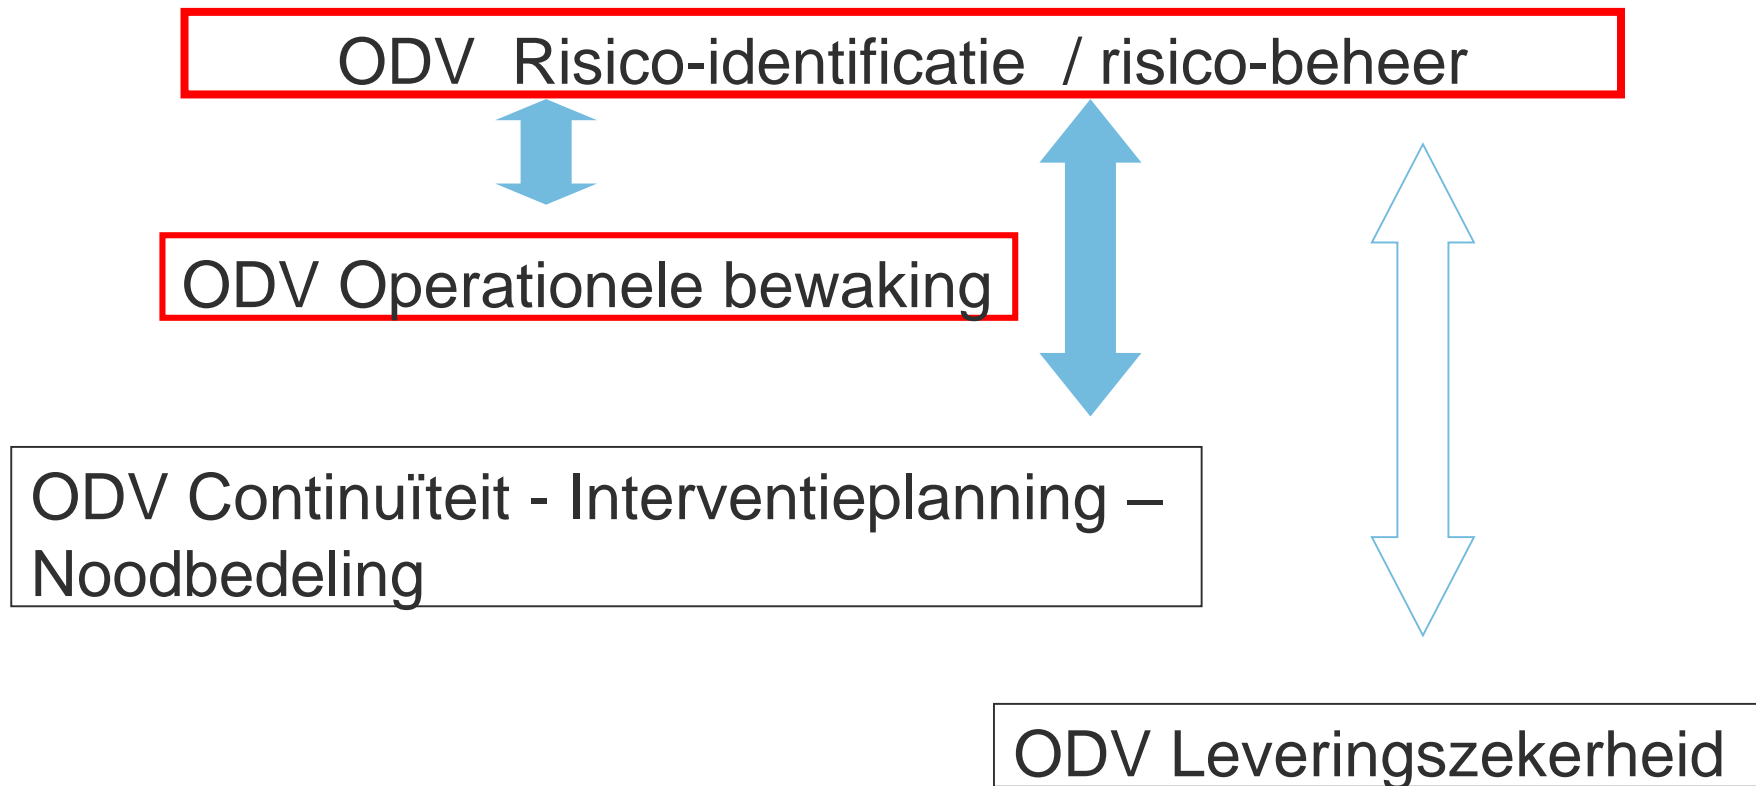 ODV Risico-identificatie / risico-beheer
ODV Operationele bewaking
ODV Continuïteit - Interventieplanning –
Noodbedeling
ODV Leveringszekerheid